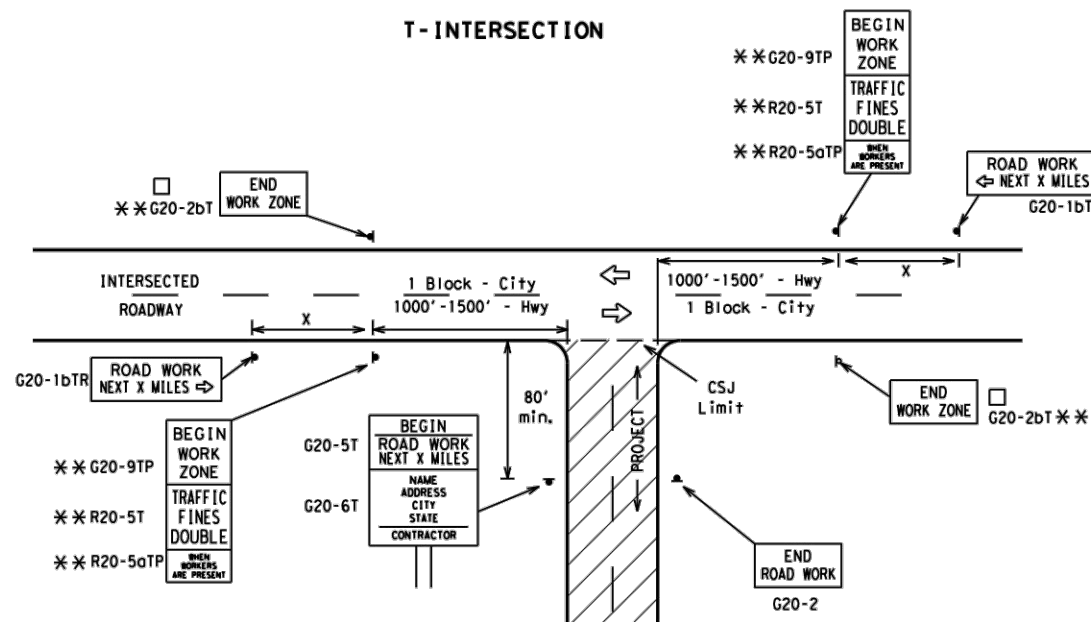 T-INTERSECTION
BEGIN
WORK
ZONE
TRAFFIC
FINES
DOUBLE
WHEN
WORKERS
ARE PRESENT
**G20-9TP
**R20-5T
**R20-5aTP
ROAD WORK
⇦ NEXT X MILES
G20-1bT
□
**G20-2bT
END
WORK ZONE
INTERSECTED
ROADWAY
1 Block - City
1000'-1500' - Hwy
X
1000'-1500' - Hwy
1 Block - City
X
G20-1bTR
ROAD WORK
NEXT X MILES ⇨
80'
min.
CSJ
Limit
PROJECT
END
WORK ZONE
□
G20-2bT**
**G20-9TP
**R20-5T
**R20-5aTP
BEGIN
WORK
ZONE
TRAFFIC
FINES
DOUBLE
WHEN
WORKERS
ARE PRESENT
G20-5T
G20-6T
BEGIN
ROAD WORK
NEXT X MILES
NAME
ADDRESS
CITY
STATE
CONTRACTOR
END
ROAD WORK
G20-2